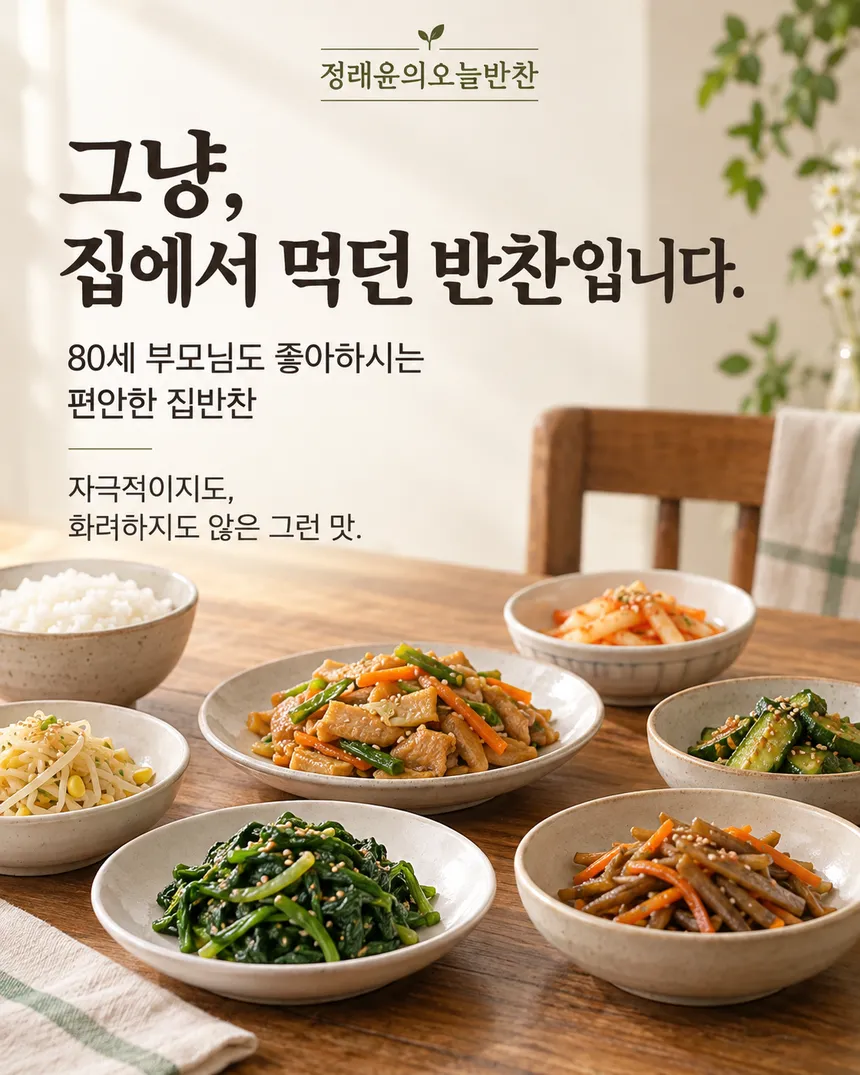 정래윤의오늘반찬
그냥,
집에서 먹던 반찬입니다.
80세 부모님도 좋아하시는
편안한 집반찬
자극적이지도,
화려하지도 않은 그런 맛.